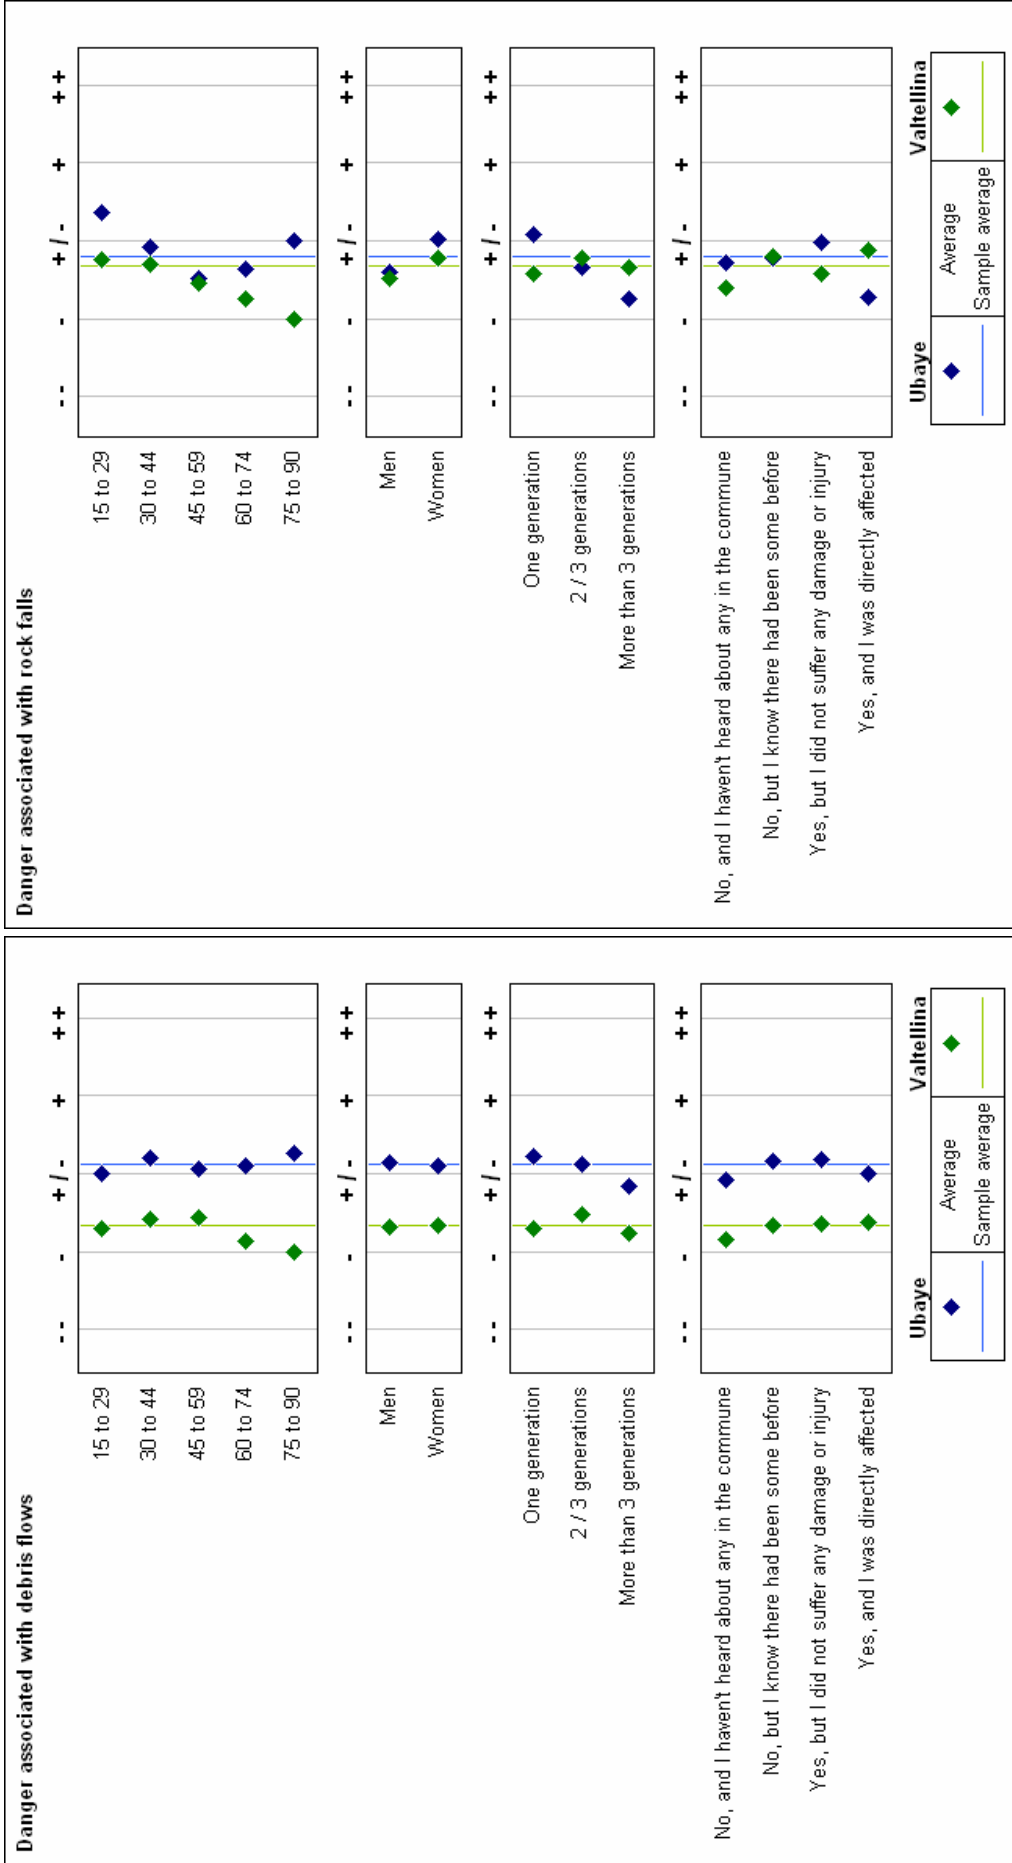 Danger associated with debris flows
- - - + / - + + +
15 to 29
30 to 44
45 to 59
60 to 74
75 to 90
- - - + / - + + +
Men
Women
- - - + / - + + +
One generation
2 / 3 generations
More than 3 generations
- - - + / - + + +
No, and I haven't heard about any in the commune
No, but I know there had been some before
Yes, but I did not suffer any damage or injury
Yes, and I was directly affected
Ubaye Valtellina
Average
Sample average
Danger associated with rock falls
- - - + / - + + +
15 to 29
30 to 44
45 to 59
60 to 74
75 to 90
- - - + / - + + +
Men
Women
- - - + / - + + +
One generation
2 / 3 generations
More than 3 generations
- - - + / - + + +
No, and I haven't heard about any in the commune
No, but I know there had been some before
Yes, but I did not suffer any damage or injury
Yes, and I was directly affected
Ubaye Valtellina
Average
Sample average